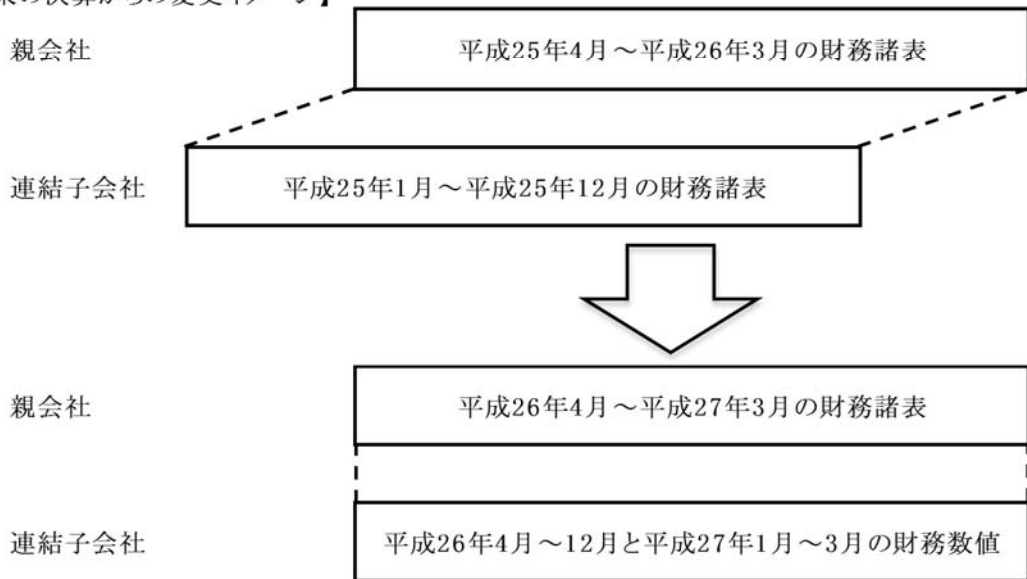 親会社
平成25年4月～平成26年3月の財務諸表
連結子会社
平成25年1月～平成25年12月の財務諸表
親会社
平成26年4月～平成27年3月の財務諸表
連結子会社
平成26年4月～12月と平成27年1月～3月の財務数値